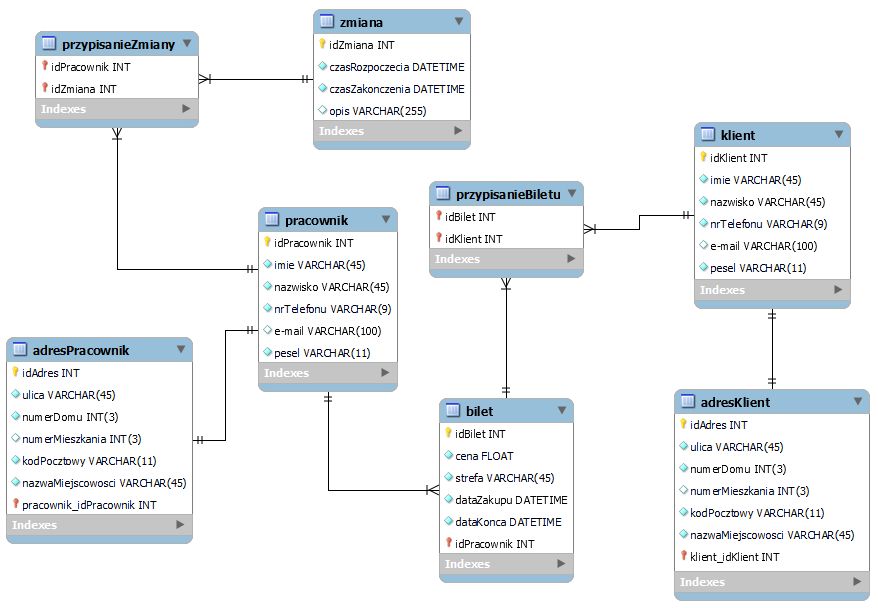 przypisanieZmiany
idPracownik INT
idZmiana INT
Indexes
zmiana
idZmiana INT
czasRozpoczecia DATETIME
czasZakonczenia DATETIME
opis VARCHAR(255)
Indexes
klient
idKlient INT
imie VARCHAR(45)
nazwisko VARCHAR(45)
nrTelefonu VARCHAR(9)
e-mail VARCHAR(100)
pesel VARCHAR(11)
Indexes
przypisanieBiletu
idBilet INT
idKlient INT
Indexes
pracownik
idPracownik INT
imie VARCHAR(45)
nazwisko VARCHAR(45)
nrTelefonu VARCHAR(9)
e-mail VARCHAR(100)
pesel VARCHAR(11)
Indexes
adresPracownik
idAdres INT
ulica VARCHAR(45)
numerDomu INT(3)
numerMieszkania INT(3)
kodPocztowy VARCHAR(11)
nazwaMiejscowosci VARCHAR(45)
pracownik_idPracownik INT
Indexes
bilet
idBilet INT
cena FLOAT
strefa VARCHAR(45)
dataZakupu DATETIME
dataKonca DATETIME
idPracownik INT
Indexes
adresKlient
idAdres INT
ulica VARCHAR(45)
numerDomu INT(3)
numerMieszkania INT(3)
kodPocztowy VARCHAR(11)
nazwaMiejscowosci VARCHAR(45)
klient_idKlient INT
Indexes